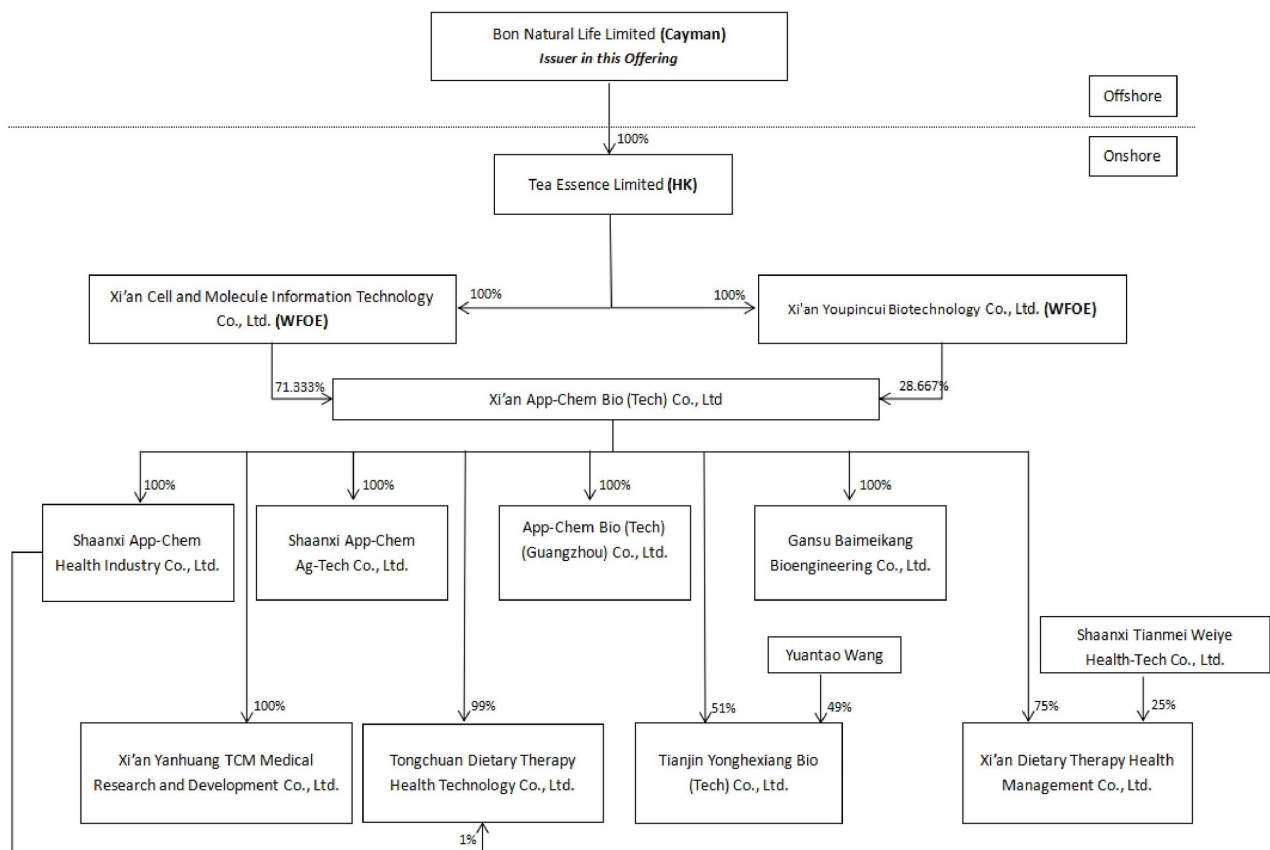 Bon Natural Life Limited (Cayman)
Issuer in this Offering
Offshore
100%
Onshore
Tea Essence Limited (HK)
Xi'an Cell and Molecule Information Technology
Co., Ltd. (WFOE)
100%
100%
Xi'an Youpincui Biotechnology Co., Ltd. (WFOE)
71.333%
28.667%
Xi'an App-Chem Bio (Tech) Co., Ltd
100%
100%
100%
100%
Shaanxi App-Chem
Health Industry Co., Ltd.
Shaanxi App-Chem
Ag-Tech Co., Ltd.
App-Chem Bio (Tech)
(Guangzhou) Co., Ltd.
Gansu Baimeikang
Bioengineering Co., Ltd.
Yuantao Wang
Shaanxi Tianmei Weiye
Health-Tech Co., Ltd.
100%
99%
51%
49%
75%
25%
Xi'an Yanhuang TCM Medical
Research and Development Co., Ltd.
Tongchuan Dietary Therapy
Health Technology Co., Ltd.
Tianjin Yonghexiang Bio
(Tech) Co., Ltd.
Xi'an Dietary Therapy Health
Management Co., Ltd.
1%